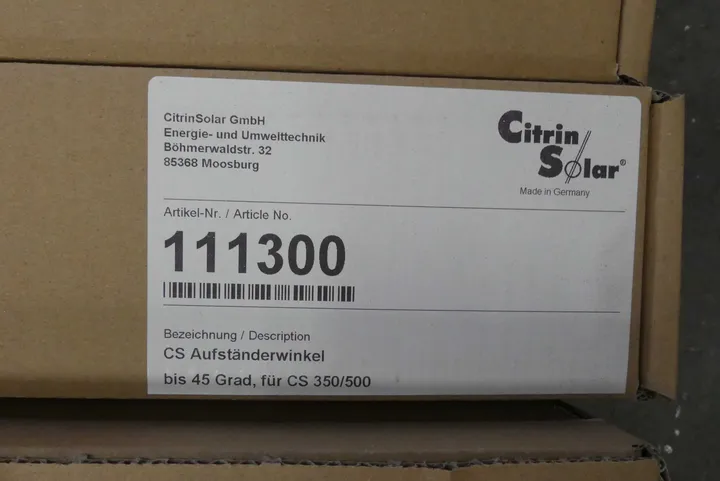 CitrinSolar GmbH
Energie- und Umwelttechnik
Böhmerwaldstr. 32
85368 Moosburg
Citrin
Solar®
Made in Germany
Artikel-Nr. / Article No.
111300
Bezeichnung / Description
CS Aufständerwinkel
bis 45 Grad, für CS 350/500